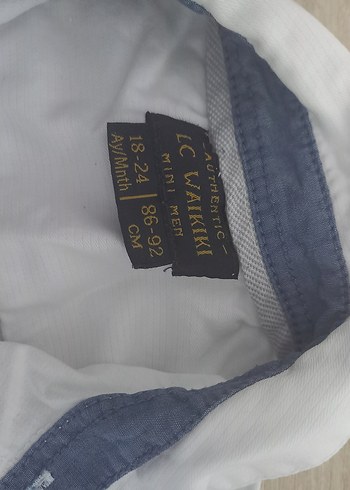 -AUTHENTIC-
LC WAIKIKI
MINI MEN
18-24 | 86-92
Ay/Mnth | CM